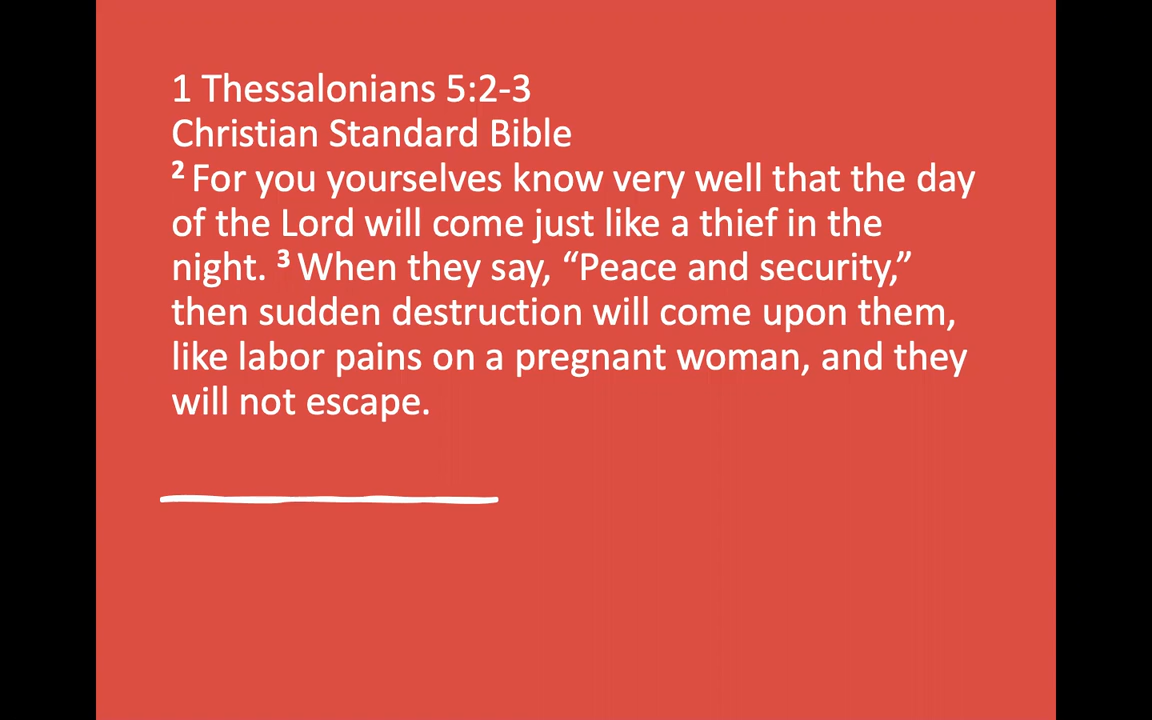 1 Thessalonians 5:2-3
Christian Standard Bible
² For you yourselves know very well that the day
of the Lord will come just like a thief in the
night. ³ When they say, “Peace and security,”
then sudden destruction will come upon them,
like labor pains on a pregnant woman, and they
will not escape.